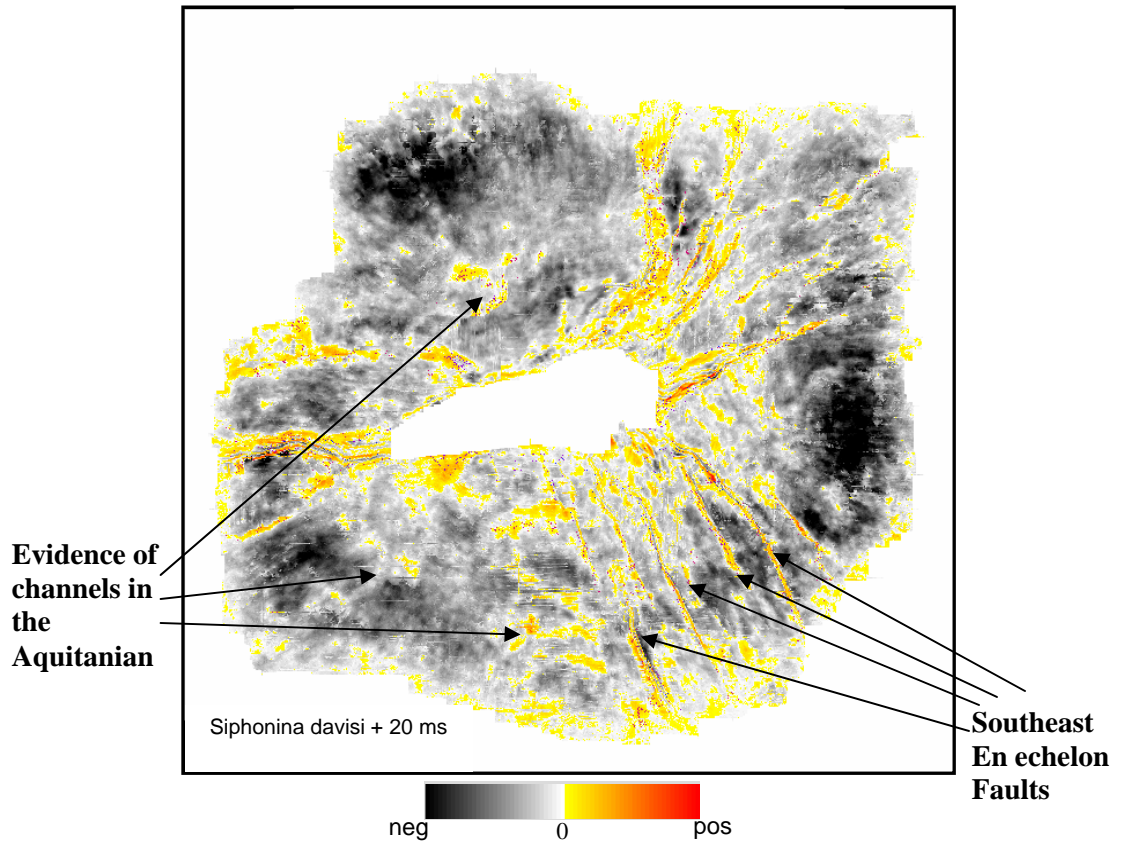 Evidence of
channels in
the
Aquitanian
Siphonina davisi + 20 ms
Southeast
En echelon
Faults
neg 0 pos